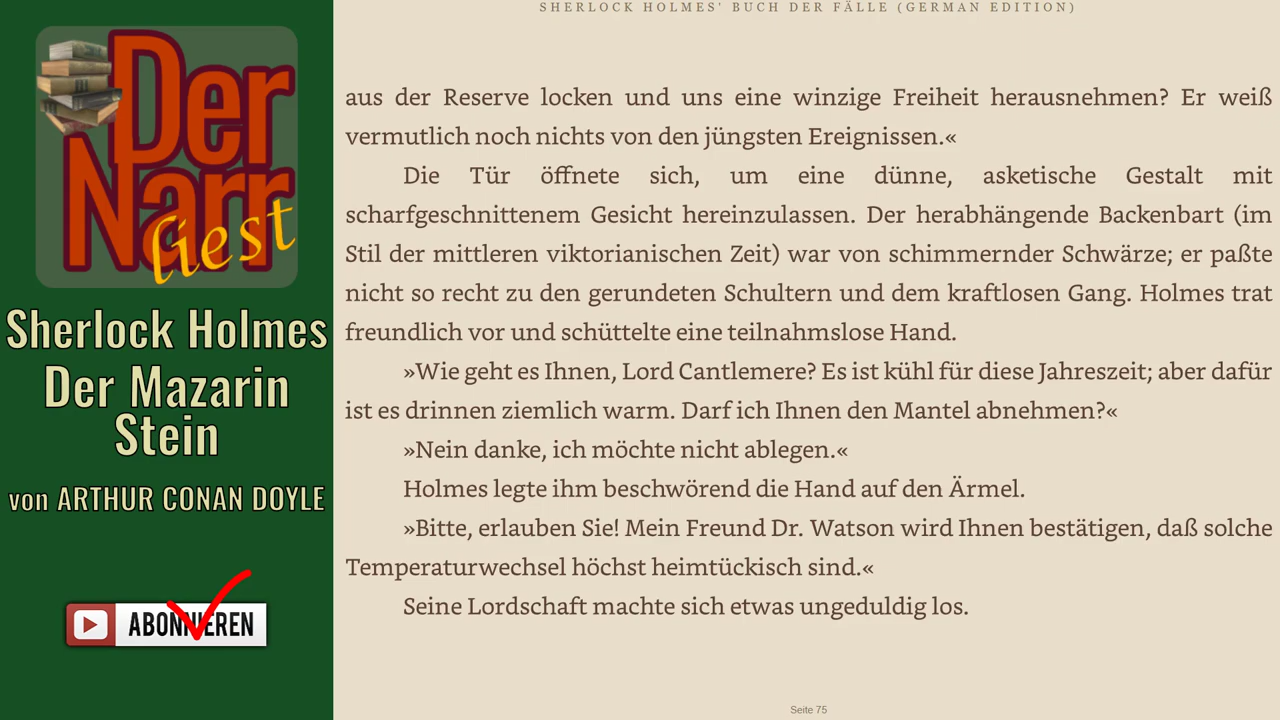 Der
Narr
liest
Sherlock Holmes
Der Mazarin
Stein
von ARTHUR CONAN DOYLE
ABONNIEREN
SHERLOCK HOLMES' BUCH DER FÄLLE (GERMAN EDITION)
aus der Reserve locken und uns eine winzige Freiheit herausnehmen? Er weiß
vermutlich noch nichts von den jüngsten Ereignissen.«
Die Tür öffnete sich, um eine dünne, asketische Gestalt mit
scharfgeschnittenem Gesicht hereinzulassen. Der herabhängende Backenbart (im
Stil der mittleren viktorianischen Zeit) war von schimmernder Schwärze; er paßte
nicht so recht zu den gerundeten Schultern und dem kraftlosen Gang. Holmes trat
freundlich vor und schüttelte eine teilnahmslose Hand.
»Wie geht es Ihnen, Lord Cantlemere? Es ist kühl für diese Jahreszeit; aber dafür
ist es drinnen ziemlich warm. Darf ich Ihnen den Mantel abnehmen?«
»Nein danke, ich möchte nicht ablegen.«
Holmes legte ihm beschwörend die Hand auf den Ärmel.
»Bitte, erlauben Sie! Mein Freund Dr. Watson wird Ihnen bestätigen, daß solche
Temperaturwechsel höchst heimtückisch sind.«
Seine Lordschaft machte sich etwas ungeduldig los.
Seite 75